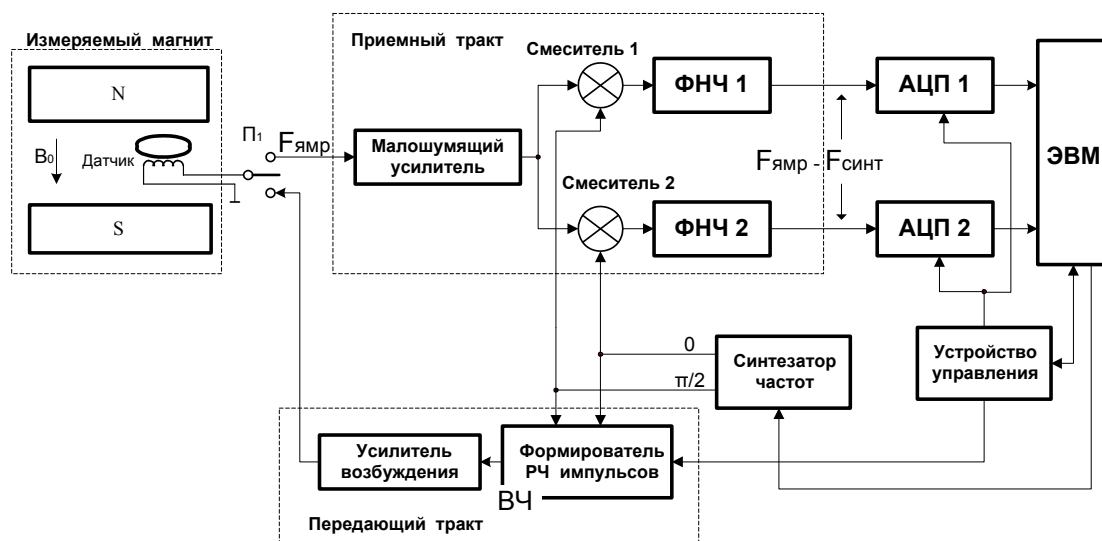 Измеряемый магнит
N
B₀
Датчик
S
П₁
Fямр
Приемный тракт
Малошумящий
усилитель
Смеситель 1
ФНЧ 1
Смеситель 2
ФНЧ 2
Fямр - Fсинт
АЦП 1
АЦП 2
ЭВМ
0
π/2
Синтезатор
частот
Устройство
управления
Усилитель
возбуждения
Формирователь
РЧ импульсов
ВЧ
Передающий тракт